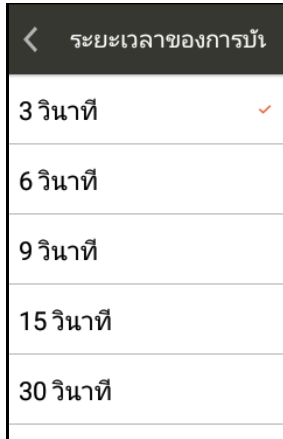 ระยะเวลาของการบัน
3 วินาที
6 วินาที
9 วินาที
15 วินาที
30 วินาที